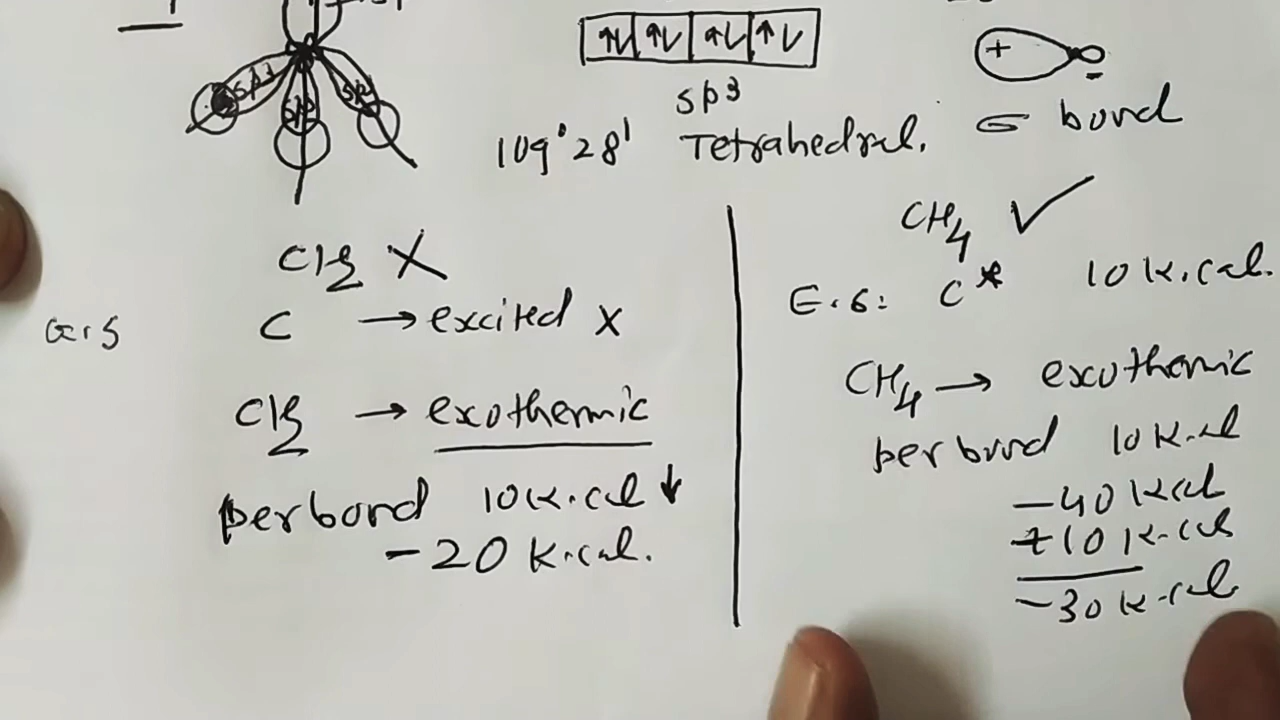 sp3 sp3 sp3
↑↓ ↑↓ ↑↓ ↑↓
sp3
109°28' Tetrahedral.
+ -
σ bond
CH2 X
G.S C → excited x
CH2 → exothermic
per bond 10 K.cal ↓
-20 K.cal.
CH4 ✓
E.S: C* 10 K.cal.
CH4 → exothermic
per bond 10 K.cal
-40 Kcal
+10 K.cal
-30 K.cal